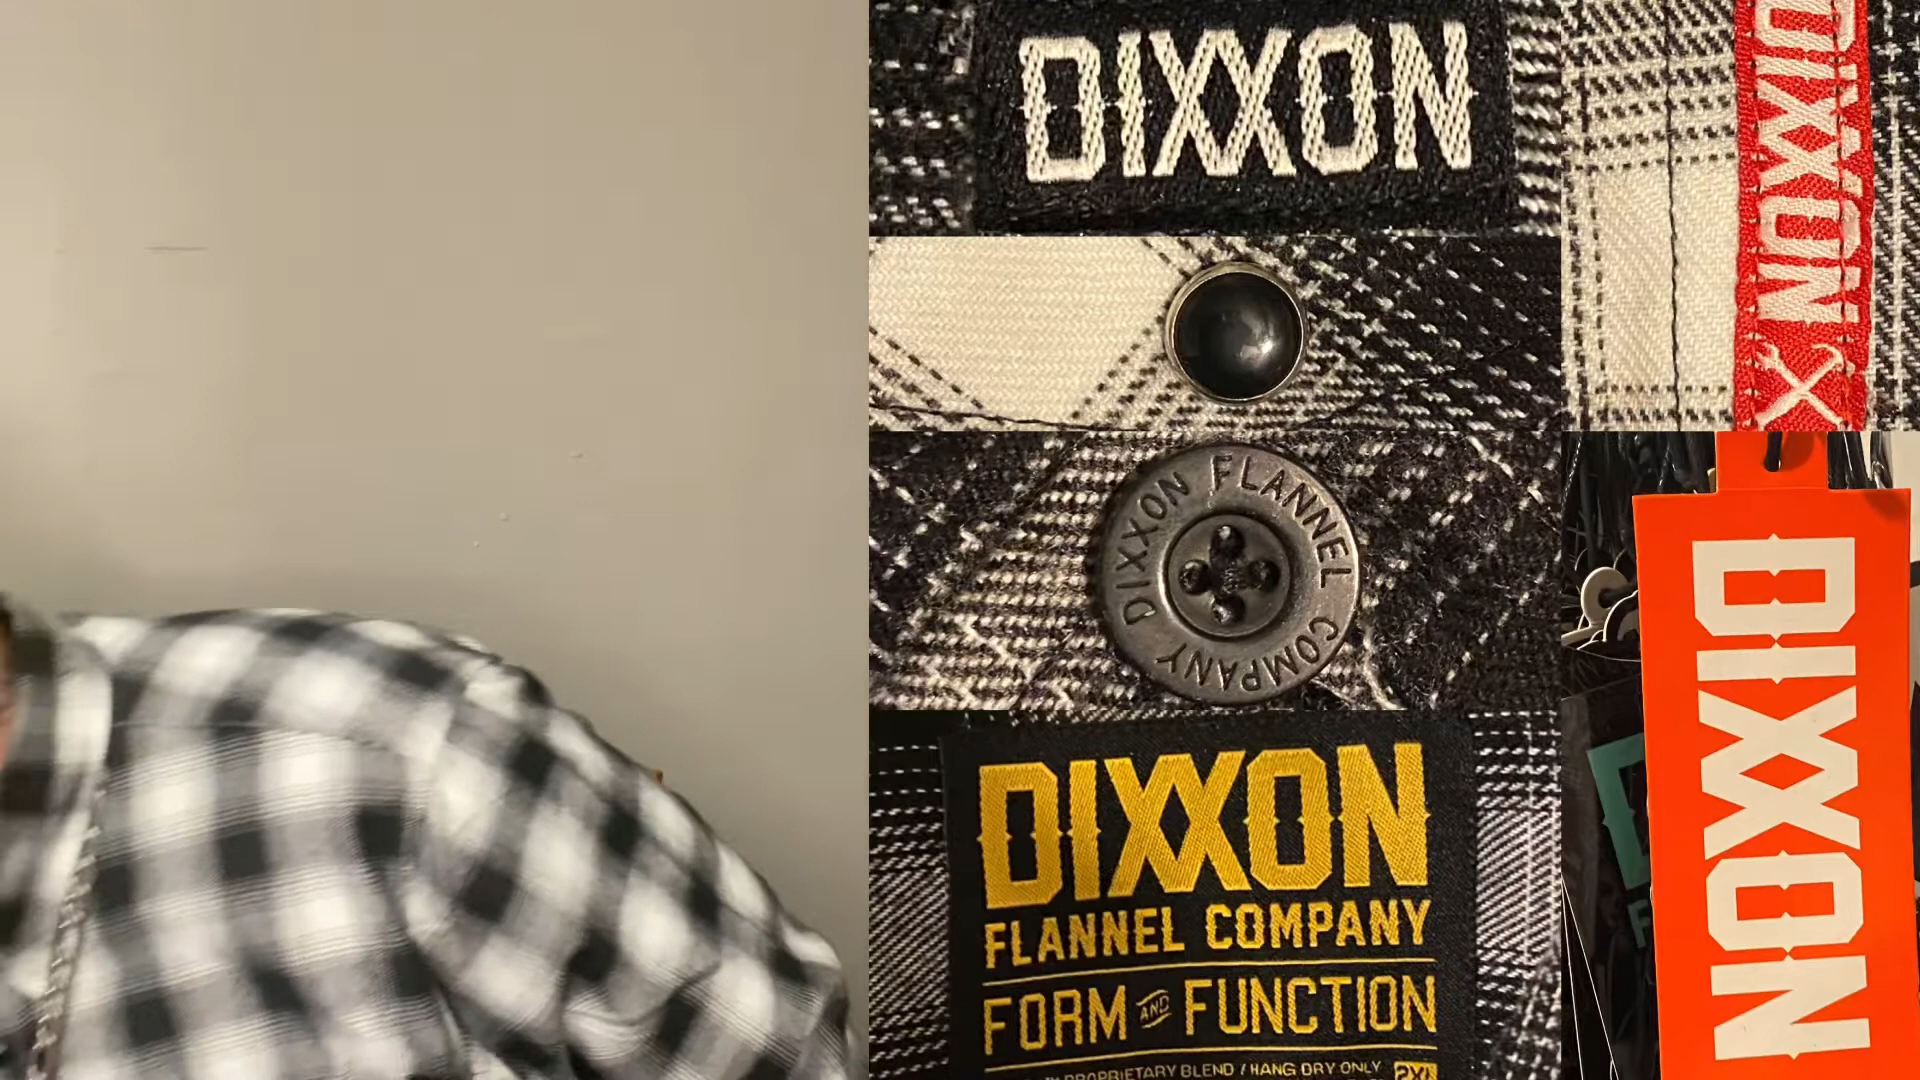 DIXXON
DIXXON
DIXXON FLANNEL COMPANY
DIXXON
FLANNEL COMPANY
FORM AND FUNCTION
PROPRIETARY BLEND / HANG DRY ONLY
2XL
DIXXON